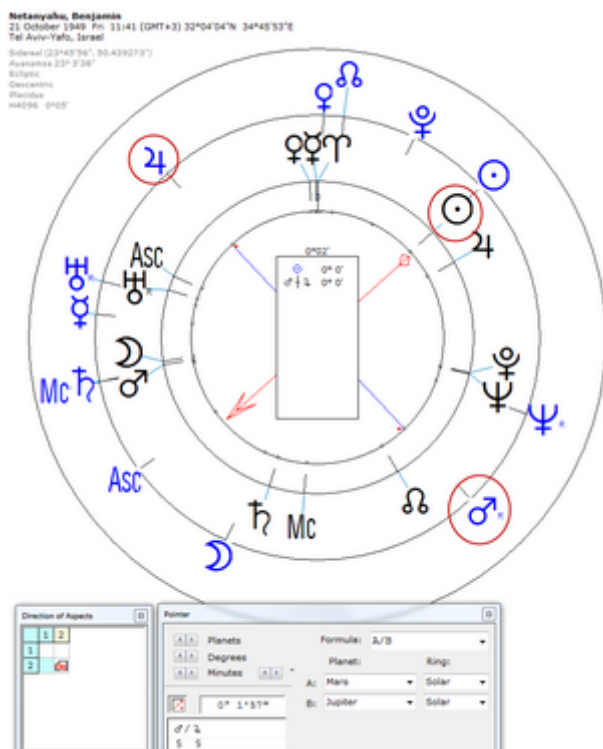 Netanyahu, Benjamin
21 October 1949 Fri 11:41 (GMT+3) 32°04'04"N 34°45'53"E
Tel Aviv-Yafo, Israel
Sidereal (23°45'56", 50.439273")
Ayanamsa 23° 3'38"
Ecliptic
Geocentric
Placidus
H4096 0°05'
Asc
R
R
Mc
Asc
Mc
R
R
0°02'
0° 0'
0° 0'
Direction of Aspects
1 2
1
2
Pointer
Planets
Degrees
Minutes
Formula: A/B
Planet: Ring:
A: Mars Solar
B: Jupiter Solar
0° 1'57"
S S